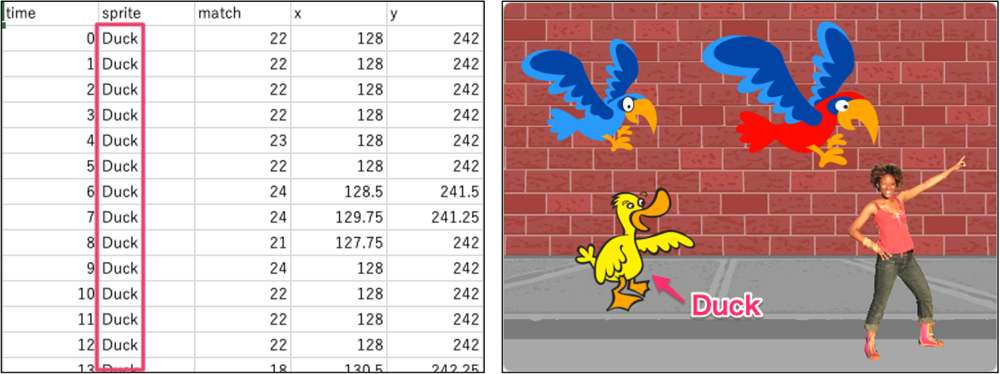 time sprite match x y
0 Duck 22 128 242
1 Duck 22 128 242
2 Duck 22 128 242
3 Duck 22 128 242
4 Duck 23 128 242
5 Duck 22 128 242
6 Duck 24 128.5 241.5
7 Duck 24 129.75 241.25
8 Duck 21 127.75 242
9 Duck 24 128 242
10 Duck 22 128 242
11 Duck 22 128 242
12 Duck 22 128 242
13 Duck 18 130.5 242.25
Duck